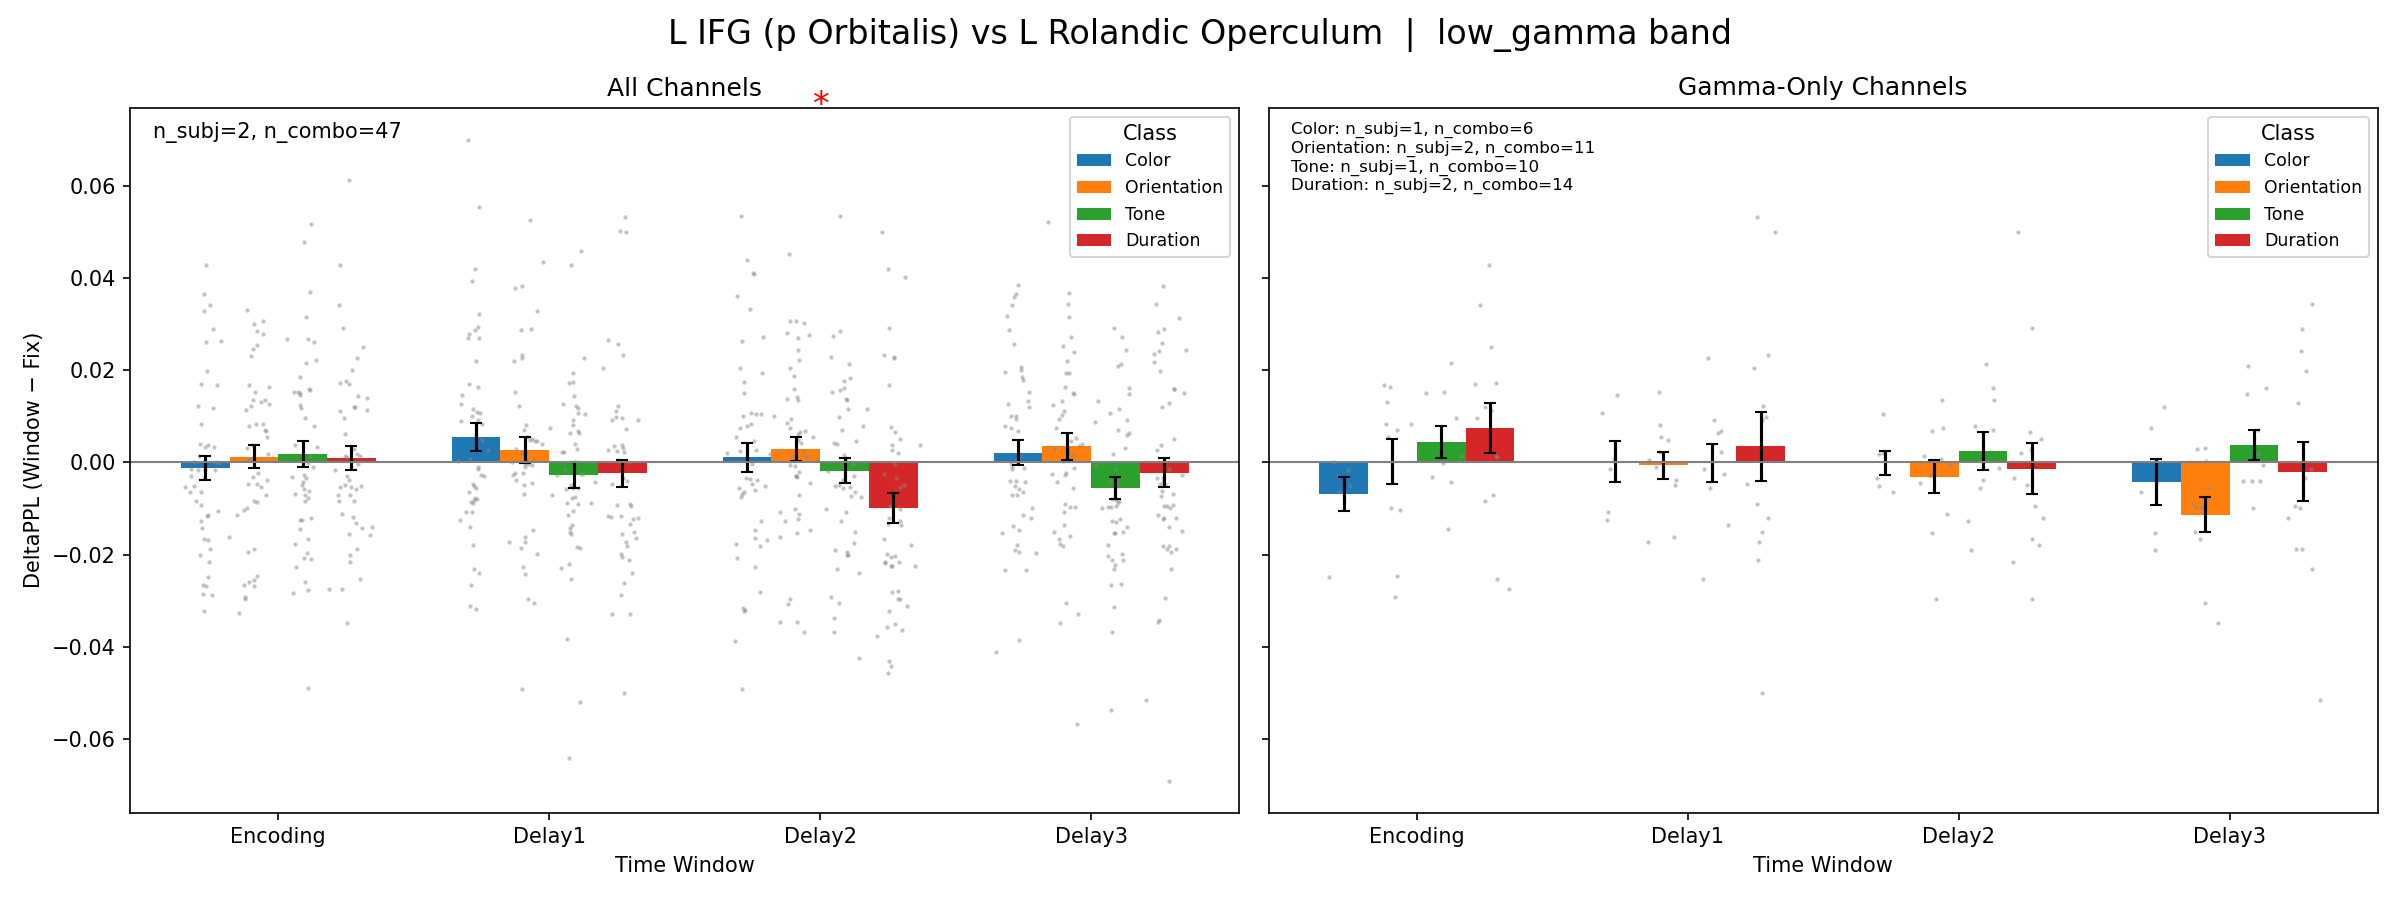 L IFG (p Orbitalis) vs L Rolandic Operculum | low_gamma band
All Channels
*
n_subj=2, n_combo=47
Class
Color
Orientation
Tone
Duration
DeltaPPL (Window − Fix)
0.06
0.04
0.02
0.00
−0.02
−0.04
−0.06
Encoding
Delay1
Delay2
Delay3
Time Window
Gamma-Only Channels
Color: n_subj=1, n_combo=6
Orientation: n_subj=2, n_combo=11
Tone: n_subj=1, n_combo=10
Duration: n_subj=2, n_combo=14
Class
Color
Orientation
Tone
Duration
Encoding
Delay1
Delay2
Delay3
Time Window